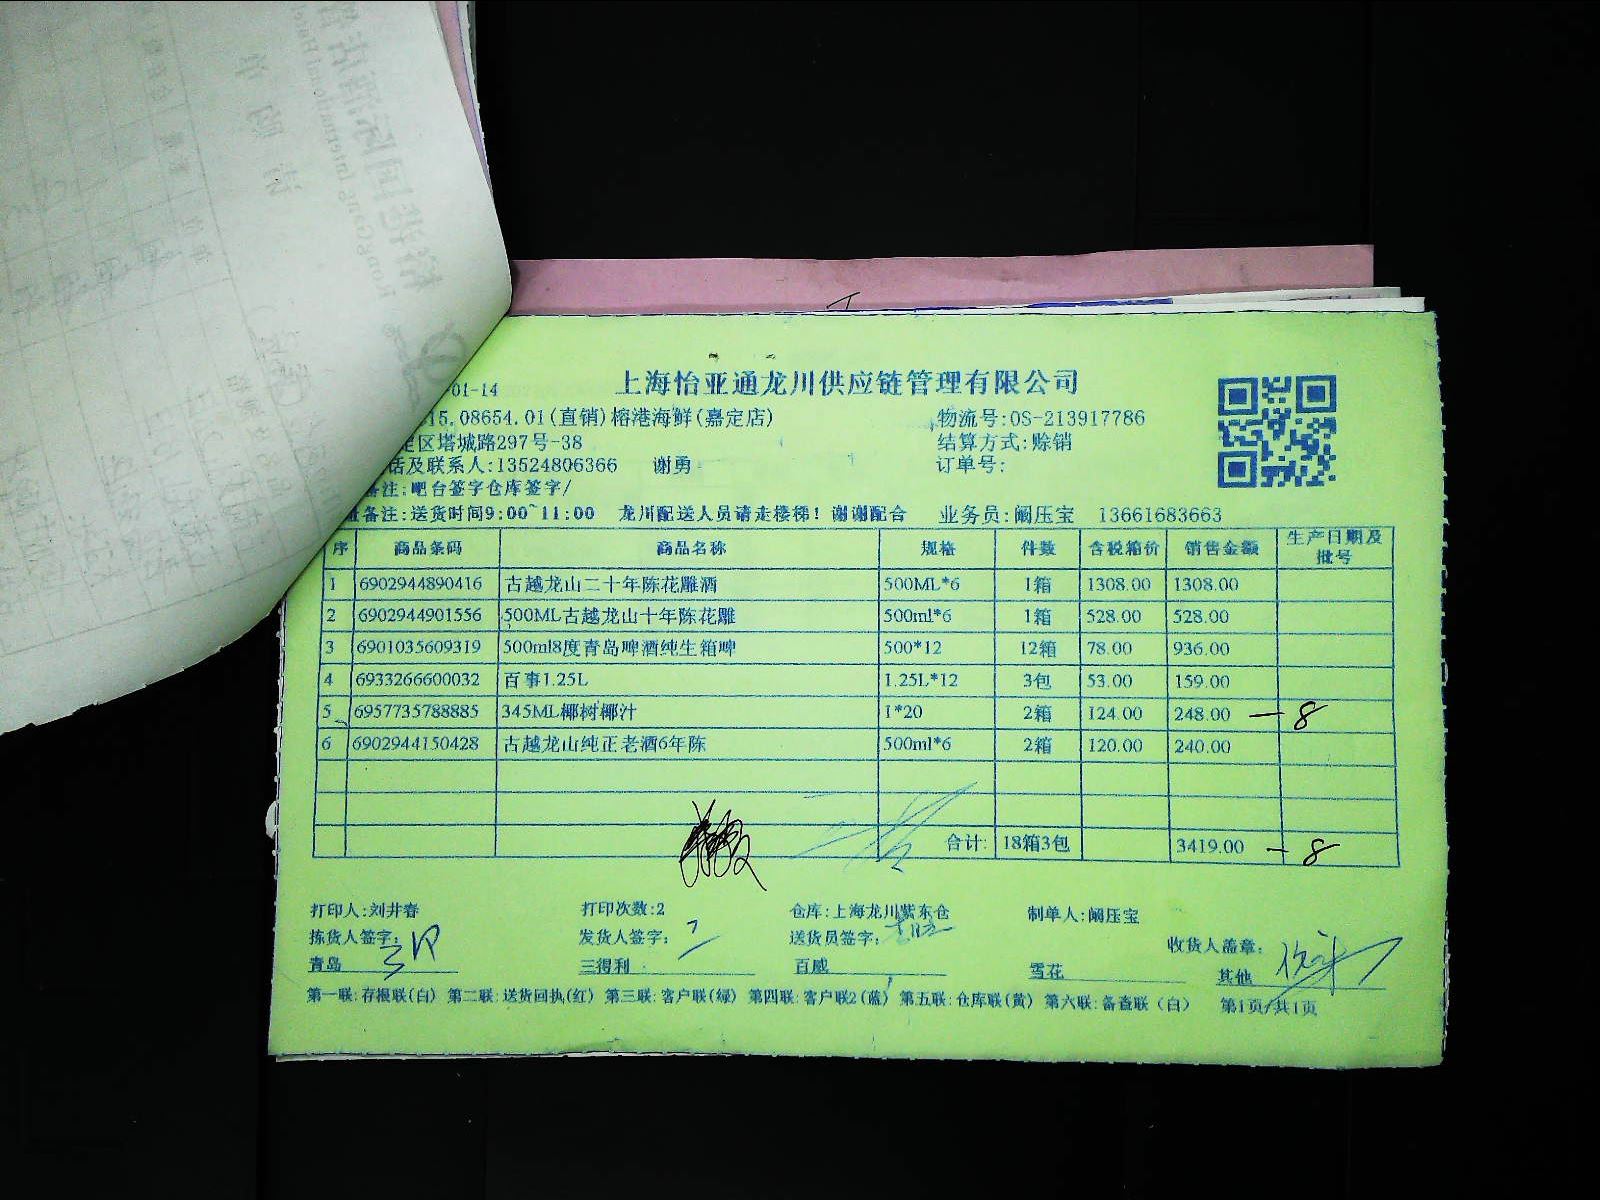 上海怡亚通龙川供应链管理有限公司
01-14
15.08654.01(直销)榕港海鲜(嘉定店) 物流号:OS-213917786
定区塔城路297号-38 结算方式:赊销
话及联系人:13524806366 谢勇 订单号:
备注:吧台签字仓库签字/
备注:送货时间9:00~11:00 龙川配送人员请走楼梯！谢谢配合 业务员:阚压宝 13661683663
序 商品条码 商品名称 规格 件数 含税箱价 销售金额 生产日期及批号
1 6902944890416 古越龙山二十年陈花雕酒 500ML*6 1箱 1308.00 1308.00
2 6902944901556 500ML古越龙山十年陈花雕 500ml*6 1箱 528.00 528.00
3 6901035609319 500ml8度青岛啤酒纯生箱啤 500*12 12箱 78.00 936.00
4 6933266600032 百事1.25L 1.25L*12 3包 53.00 159.00
5 6957735788885 345ML椰树椰汁 1*20 2箱 124.00 248.00 -8
6 6902944150428 古越龙山纯正老酒6年陈 500ml*6 2箱 120.00 240.00
合计: 18箱3包 3419.00 -8
打印人:刘井春 打印次数:2 仓库:上海龙川紫东仓 制单人:阚压宝
拣货人签字: 发货人签字: 送货员签字: 收货人盖章:
青岛 三得利 百威 雪花 其他
第一联:存根联(白) 第二联:送货回执(红) 第三联:客户联(绿) 第四联:客户联2(蓝) 第五联:仓库联(黄) 第六联:备查联(白) 第1页/共1页